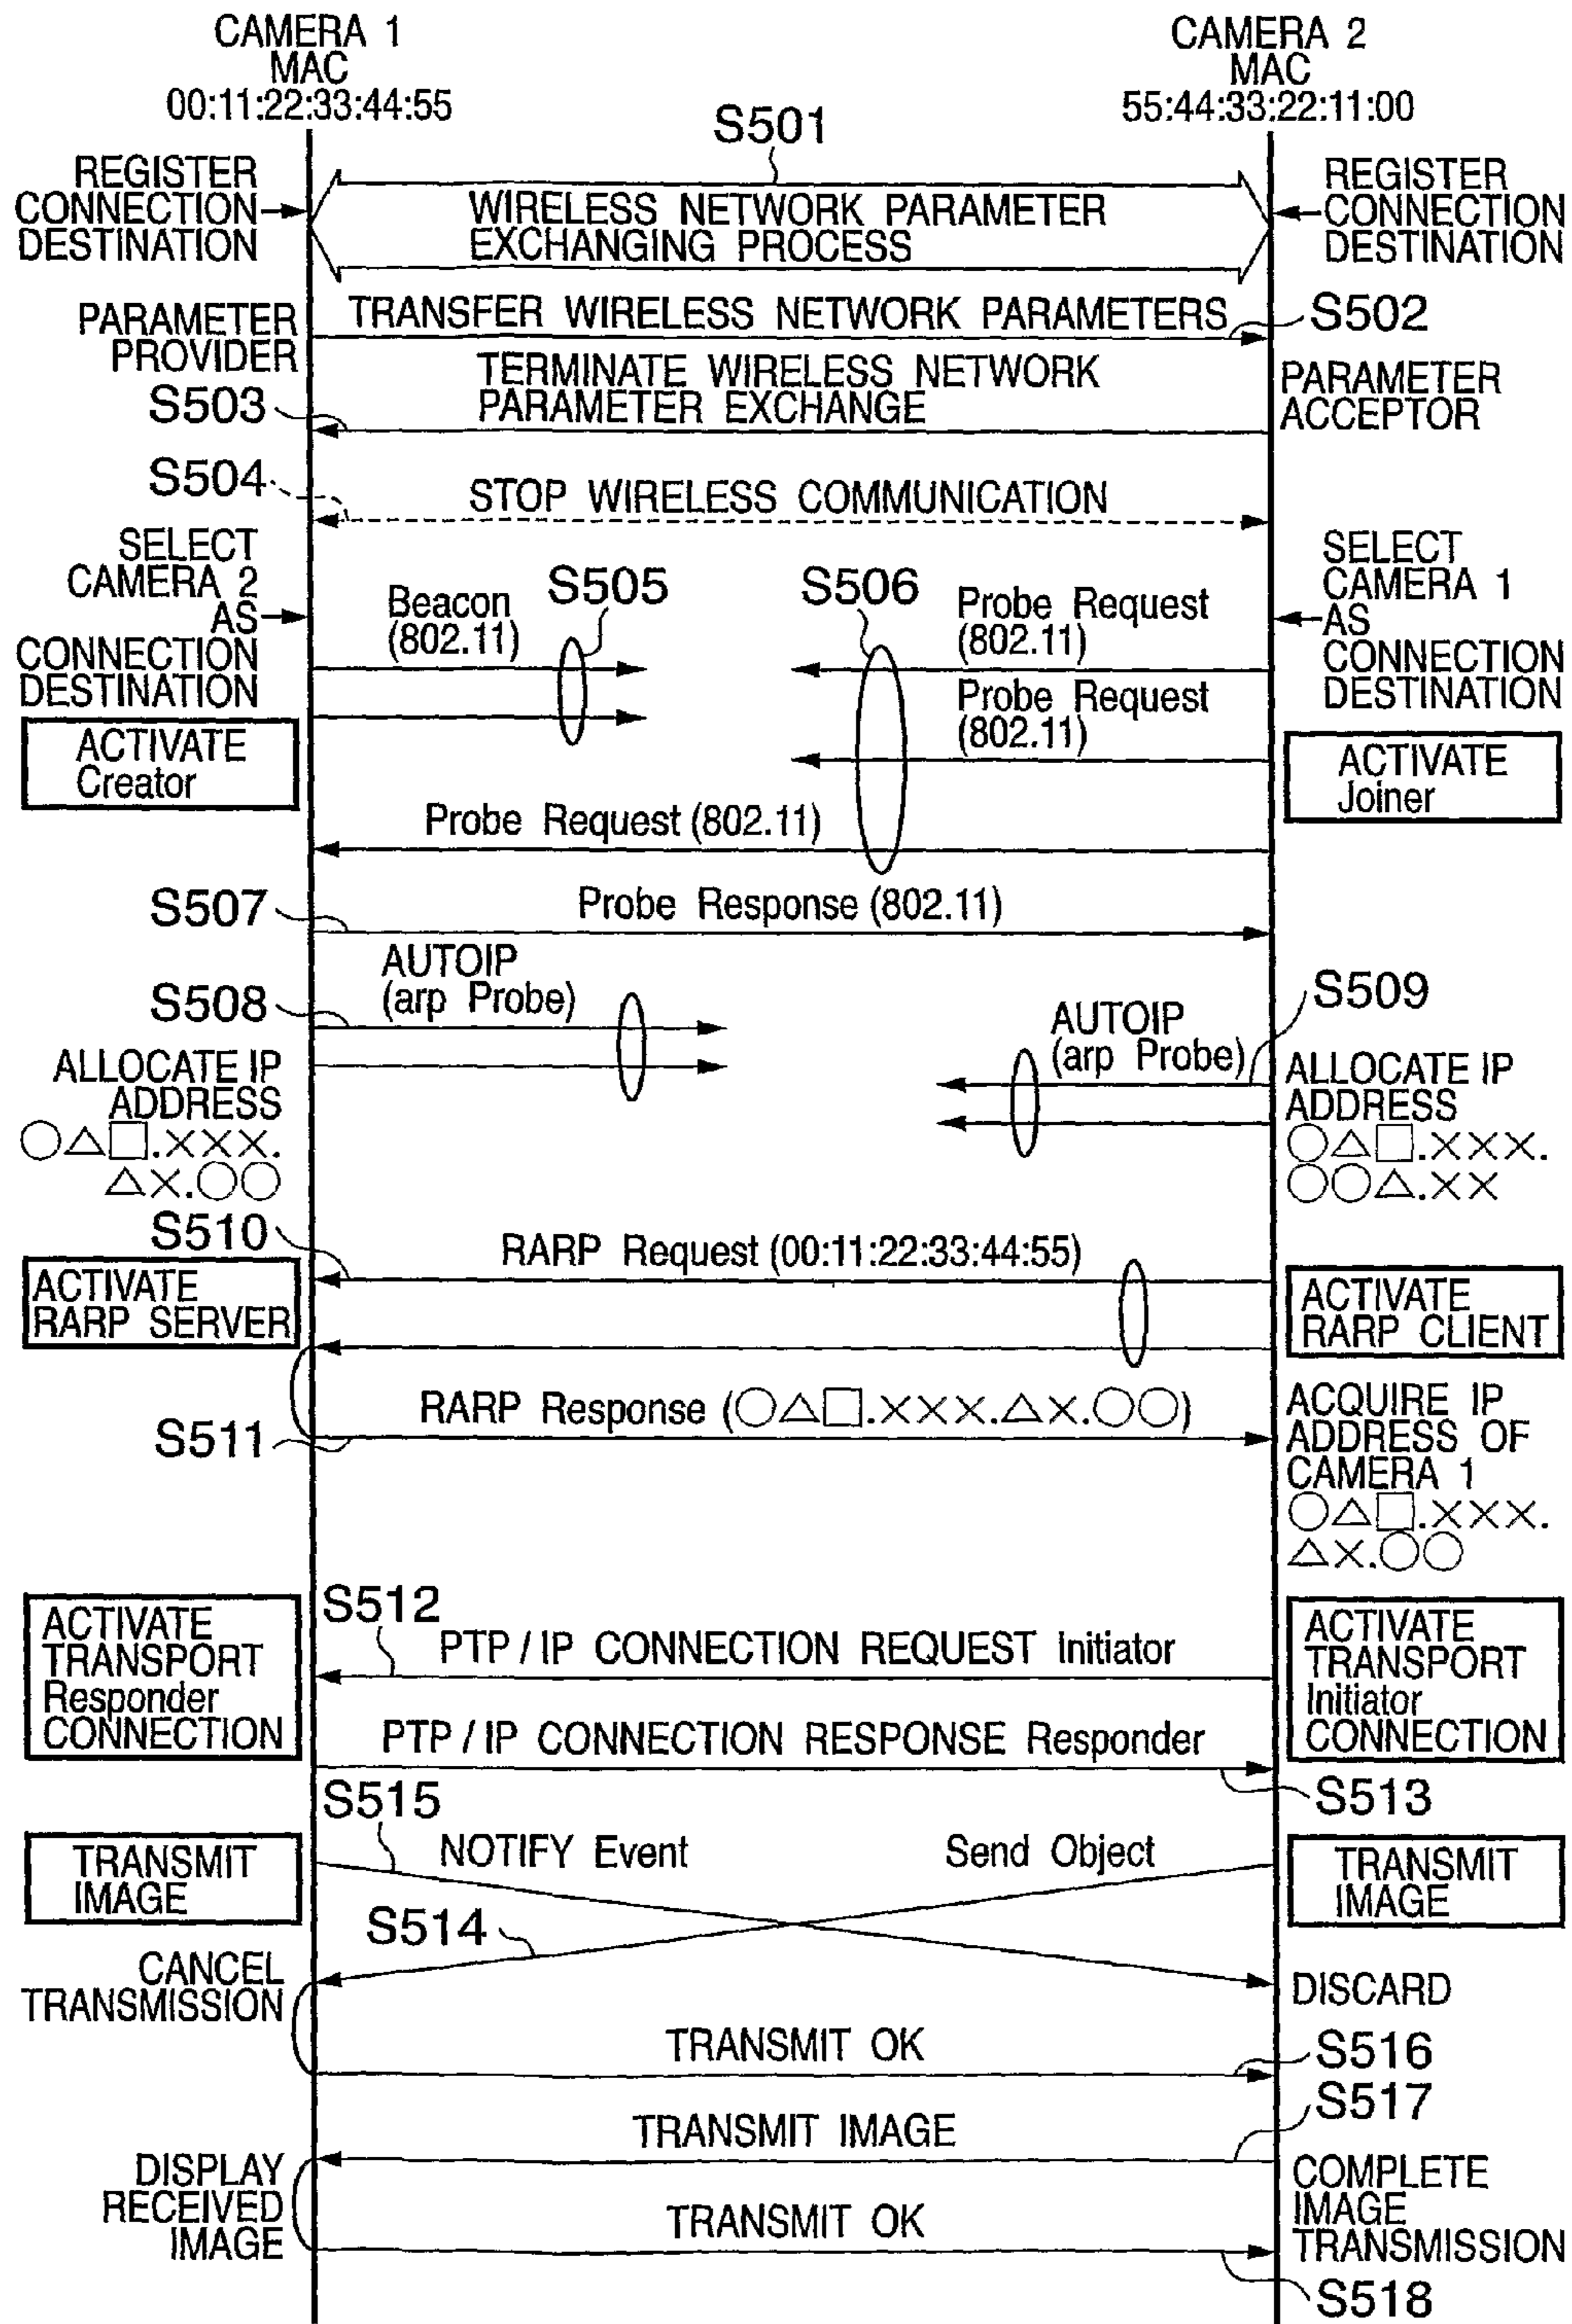 CAMERA 1
MAC
00:11:22:33:44:55
CAMERA 2
MAC
55:44:33:22:11:00
S501
REGISTER
CONNECTION
DESTINATION
WIRELESS NETWORK PARAMETER
EXCHANGING PROCESS
REGISTER
CONNECTION
DESTINATION
PARAMETER
PROVIDER
TRANSFER WIRELESS NETWORK PARAMETERS
S502
S503
TERMINATE WIRELESS NETWORK
PARAMETER EXCHANGE
PARAMETER
ACCEPTOR
S504
STOP WIRELESS COMMUNICATION
SELECT
CAMERA 2
AS
CONNECTION
DESTINATION
Beacon
(802.11)
S505
S506
Probe Request
(802.11)
Probe Request
(802.11)
SELECT
CAMERA 1
AS
CONNECTION
DESTINATION
ACTIVATE
Creator
ACTIVATE
Joiner
Probe Request (802.11)
S507
Probe Response (802.11)
S508
AUTOIP
(arp Probe)
S509
AUTOIP
(arp Probe)
ALLOCATE IP
ADDRESS
○△□.×××.
△×.○○
ALLOCATE IP
ADDRESS
○△□.×××.
○○△.××
S510
RARP Request (00:11:22:33:44:55)
ACTIVATE
RARP SERVER
ACTIVATE
RARP CLIENT
S511
RARP Response (○△□.×××.△×.○○)
ACQUIRE IP
ADDRESS OF
CAMERA 1
○△□.×××.
△×.○○
ACTIVATE
TRANSPORT
Responder
CONNECTION
S512
PTP / IP CONNECTION REQUEST Initiator
ACTIVATE
TRANSPORT
Initiator
CONNECTION
PTP / IP CONNECTION RESPONSE Responder
S513
S515
TRANSMIT
IMAGE
NOTIFY Event
Send Object
TRANSMIT
IMAGE
S514
CANCEL
TRANSMISSION
DISCARD
TRANSMIT OK
S516
S517
TRANSMIT IMAGE
DISPLAY
RECEIVED
IMAGE
COMPLETE
IMAGE
TRANSMISSION
TRANSMIT OK
S518